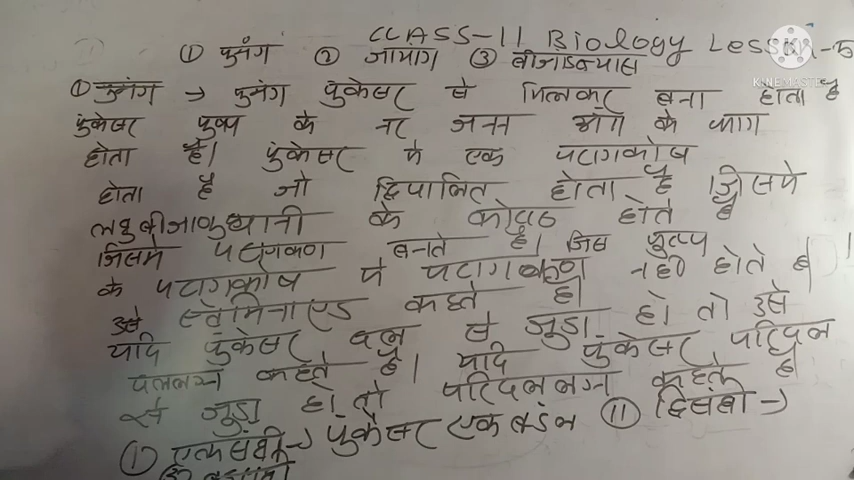 CLASS-11 Biology Lesson-5
① पुमंग ② जायांग ③ बीजांडन्यास
KINEMASTER
① पुमंग → पुमंग पुंकेसर से मिलकर बना होता है
पुंकेसर पुष्प के नर जनन अंग के भाग
होता है। पुंकेसर मे एक परागकोष
होता है जो द्विपालित होता है। जिसमे
लघुबीजाणुधानी के कोष्ठ होते है
जिसमे परागकण बनते है। जिस पुष्प
के परागकोष मे परागकण नही होते है।
उसे स्टेमिनाएड कहते है।
यदि पुंकेसर दल से जुडा हो तो उसे
दललग्न कहते है। यदि पुंकेसर परिदल
से जुडा हो तो परिदललग्न कहते है।
① एकसंघी → पुंकेसर एक बंडल ⑪ द्विसंघी →